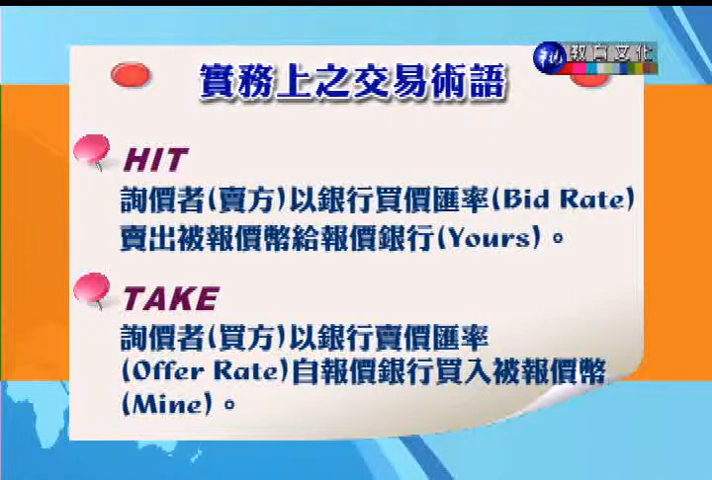 華視 教育文化
實務上之交易術語
HIT
詢價者(賣方)以銀行買價匯率(Bid Rate)
賣出被報價幣給報價銀行(Yours)。
TAKE
詢價者(買方)以銀行賣價匯率
(Offer Rate)自報價銀行買入被報價幣
(Mine)。